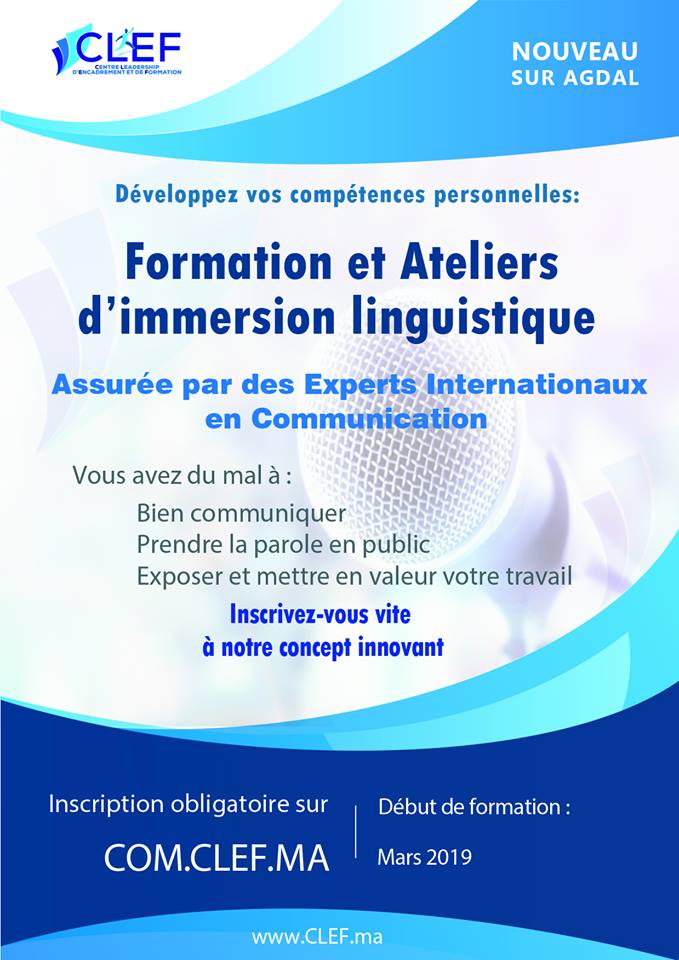 CLEF
CENTRE LEADERSHIP
D'ENCADREMENT ET DE FORMATION
NOUVEAU
SUR AGDAL
Développez vos compétences personnelles:
Formation et Ateliers
d'immersion linguistique
Assurée par des Experts Internationaux
en Communication
Vous avez du mal à :
Bien communiquer
Prendre la parole en public
Exposer et mettre en valeur votre travail
Inscrivez-vous vite
à notre concept innovant
Inscription obligatoire sur
COM.CLEF.MA
Début de formation :
Mars 2019
www.CLEF.ma